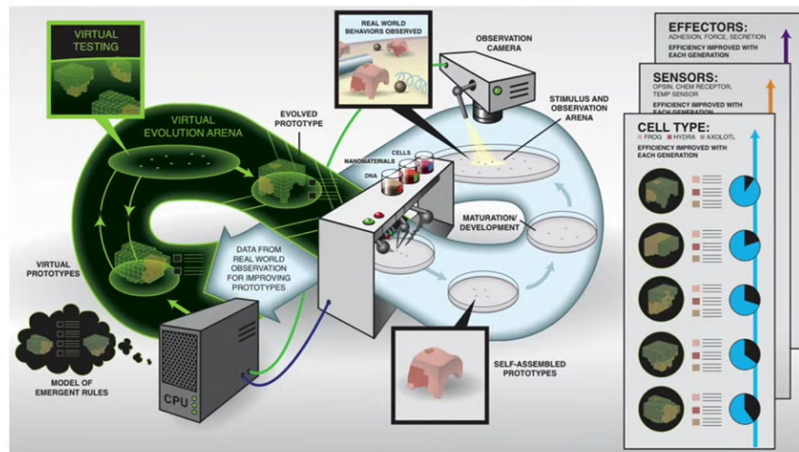 VIRTUAL
TESTING
VIRTUAL
EVOLUTION ARENA
EVOLVED
PROTOTYPE
REAL WORLD
BEHAVIORS OBSERVED
OBSERVATION
CAMERA
STIMULUS AND
OBSERVATION
ARENA
CELLS
NANOMATERIALS
DNA
MATURATION/
DEVELOPMENT
VIRTUAL
PROTOTYPES
DATA FROM
REAL WORLD
OBSERVATION
FOR IMPROVING
PROTOTYPES
MODEL OF
EMERGENT RULES
CPU
SELF-ASSEMBLED
PROTOTYPES
EFFECTORS:
ADHESION, FORCE, SECRETION
EFFICIENCY IMPROVED WITH
EACH GENERATION
SENSORS:
OPSIN, CHEM RECEPTOR,
TEMP SENSOR
EFFICIENCY IMPROVED WITH
EACH GENERATION
CELL TYPE:
FROG HYDRA AXOLOTL
EFFICIENCY IMPROVED WITH
EACH GENERATION